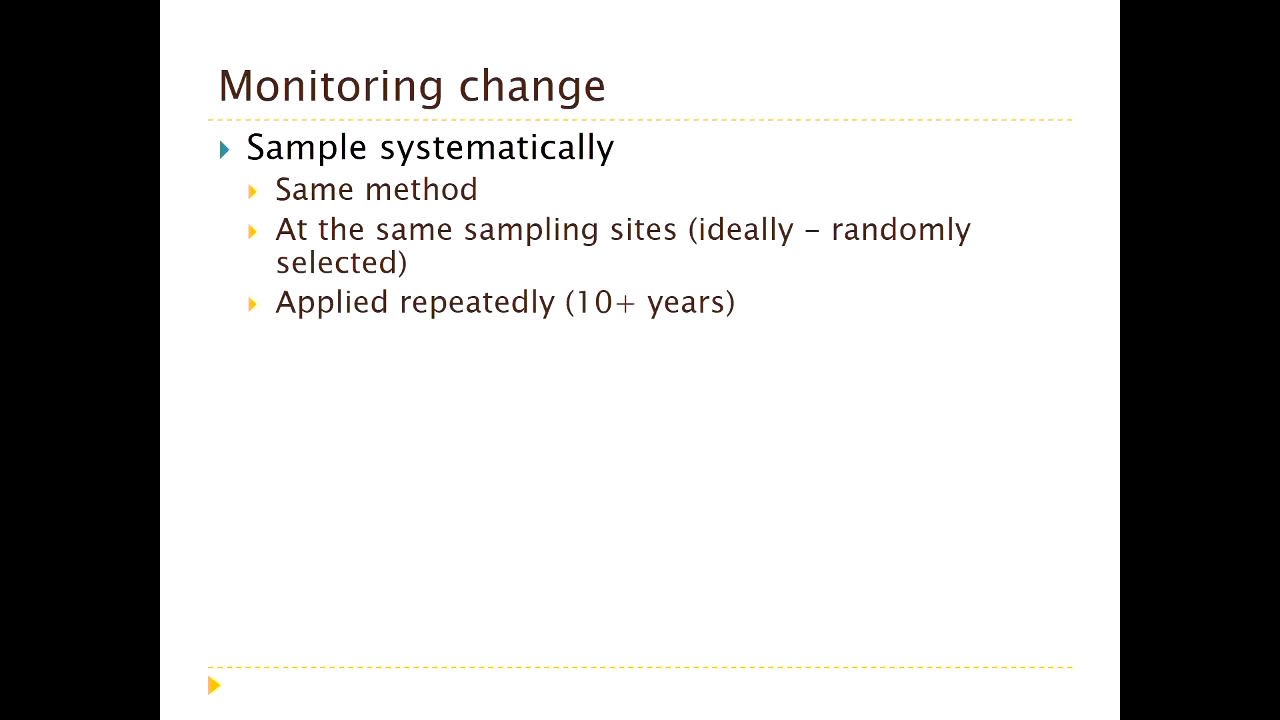 Monitoring change
Sample systematically
Same method
At the same sampling sites (ideally – randomly
selected)
Applied repeatedly (10+ years)